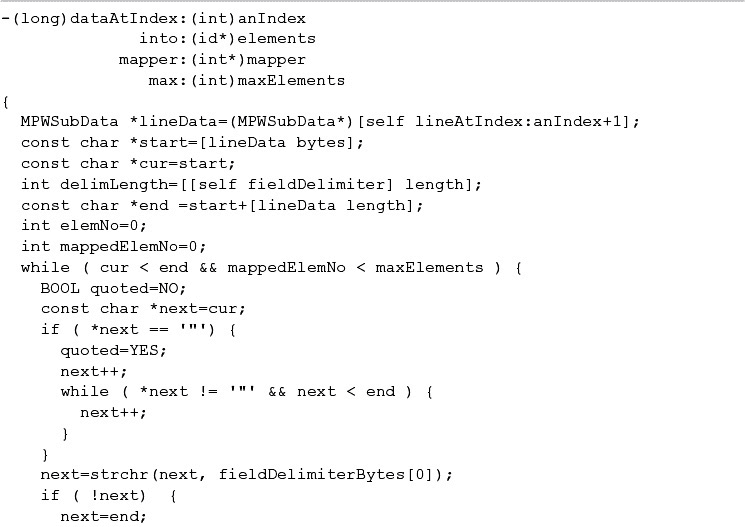 -(long)dataAtIndex:(int)anIndex
              into:(id*)elements
            mapper:(int*)mapper
               max:(int)maxElements
{
  MPWSubData *lineData=(MPWSubData*)[self lineAtIndex:anIndex+1];
  const char *start=[lineData bytes];
  const char *cur=start;
  int delimLength=[[self fieldDelimiter] length];
  const char *end =start+[lineData length];
  int elemNo=0;
  int mappedElemNo=0;
  while ( cur < end && mappedElemNo < maxElements ) {
    BOOL quoted=NO;
    const char *next=cur;
    if ( *next == '"') {
      quoted=YES;
      next++;
      while ( *next != '"' && next < end ) {
        next++;
      }
    }
    next=strchr(next, fieldDelimiterBytes[0]);
    if ( !next)  {
      next=end;